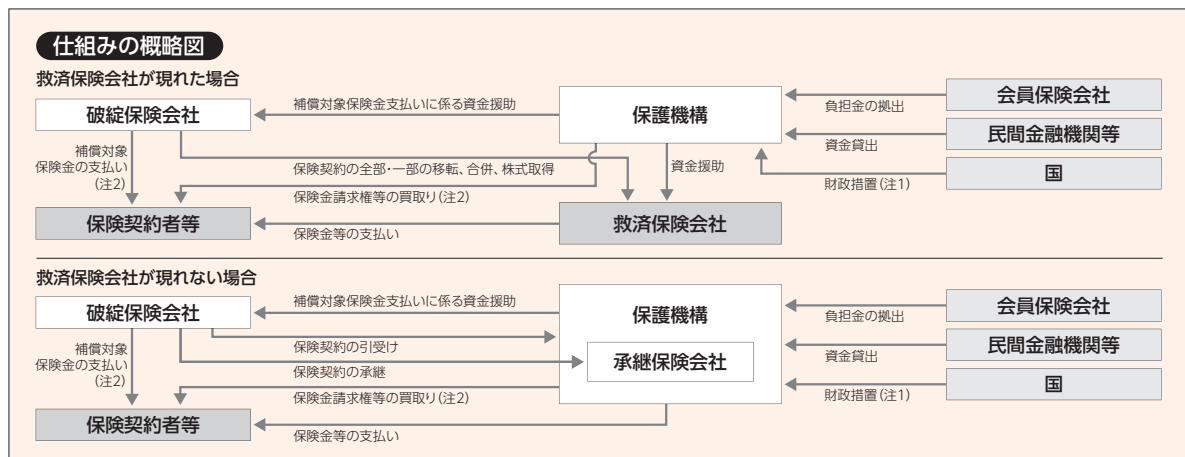 仕組みの概略図
救済保険会社が現れた場合
破綻保険会社
補償対象保険金支払いに係る資金援助
保護機構
負担金の拠出
会員保険会社
資金貸出
民間金融機関等
財政措置(注1)
国
補償対象
保険金の支払い
(注2)
保険契約の全部・一部の移転、合併、株式取得
資金援助
保険金請求権等の買取り(注2)
保険契約者等
保険金等の支払い
救済保険会社
救済保険会社が現れない場合
破綻保険会社
補償対象保険金支払いに係る資金援助
保護機構
負担金の拠出
会員保険会社
資金貸出
民間金融機関等
財政措置(注1)
国
補償対象
保険金の支払い
(注2)
保険契約の引受け
承継保険会社
保険契約の承継
保険金請求権等の買取り(注2)
保険契約者等
保険金等の支払い